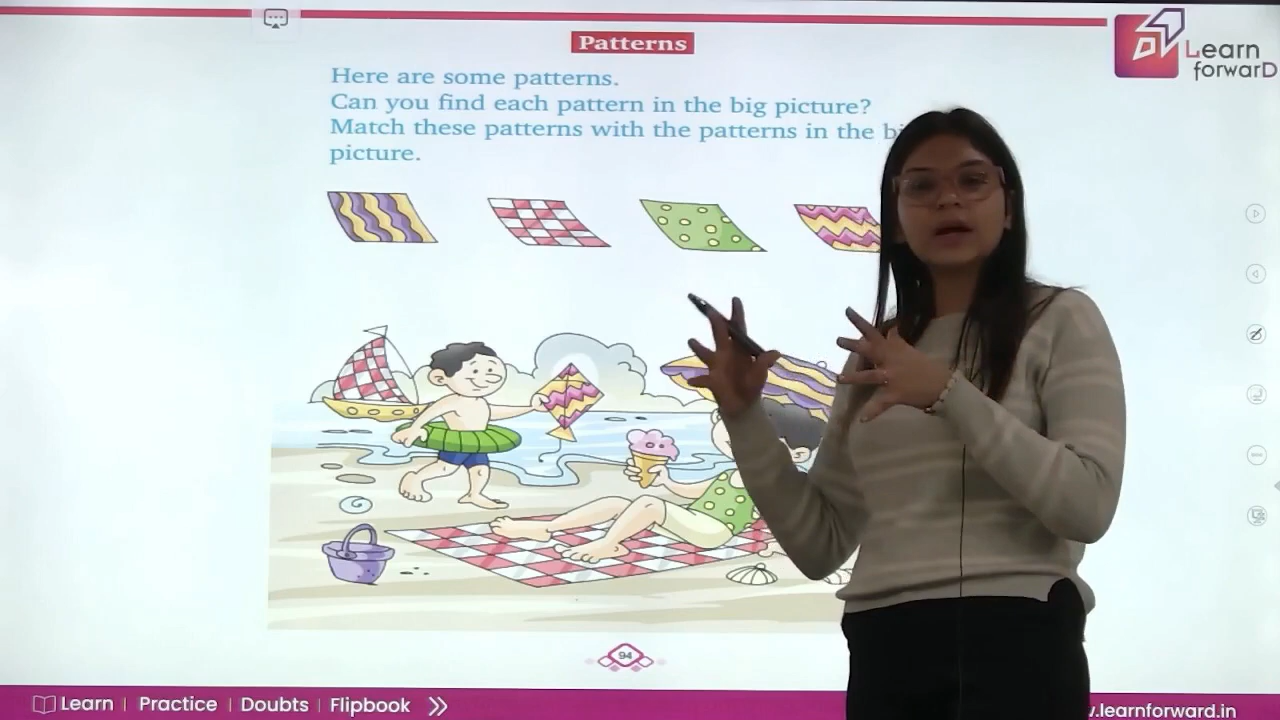 Patterns
Learn
forwarD
Here are some patterns.
Can you find each pattern in the big picture?
Match these patterns with the patterns in the
picture.
94
Learn | Practice | Doubts | Flipbook
.learnforward.in